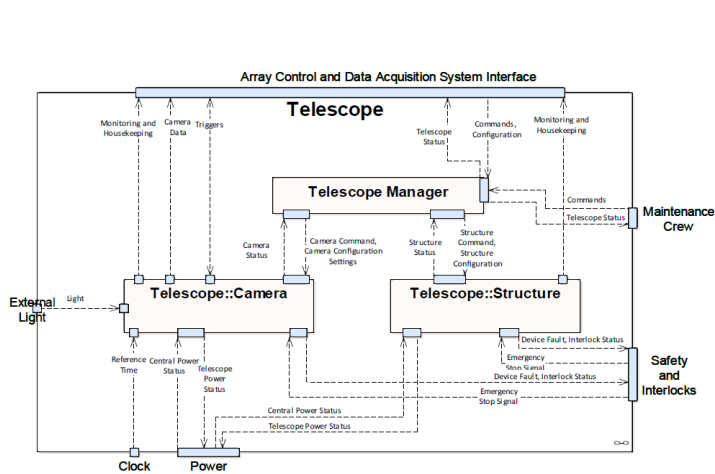 Array Control and Data Acquisition System Interface
Telescope
Monitoring and
Housekeeping
Camera
Data
Triggers
Telescope
Status
Commands,
Configuration
Monitoring and
Housekeeping
Telescope Manager
Commands
Telescope Status
Maintenance
Crew
Camera
Status
Camera Command,
Camera Configuration
Settings
Structure
Status
Structure
Command,
Structure
Configuration
External
Light
Light
Telescope::Camera
Telescope::Structure
Reference
Time
Central Power
Status
Telescope
Power
Status
Device Fault, Interlock Status
Emergency
Stop Signal
Device Fault, Interlock Status
Emergency
Stop Signal
Safety
and
Interlocks
Central Power Status
Telescope Power Status
Clock
Power